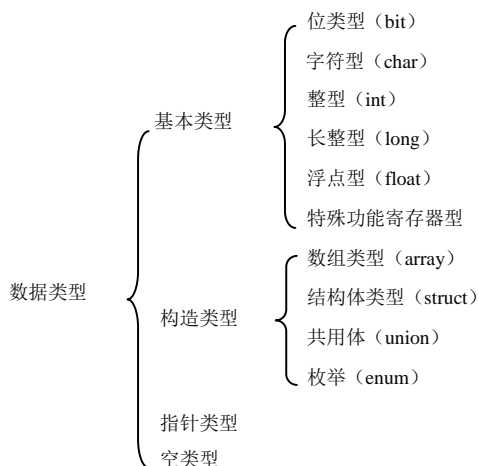 位类型（bit）
字符型（char）
基本类型
整型（int）
长整型（long）
浮点型（float）
特殊功能寄存器型
数组类型（array）
数据类型
结构体类型（struct）
构造类型
共用体（union）
枚举（enum）
指针类型
空类型